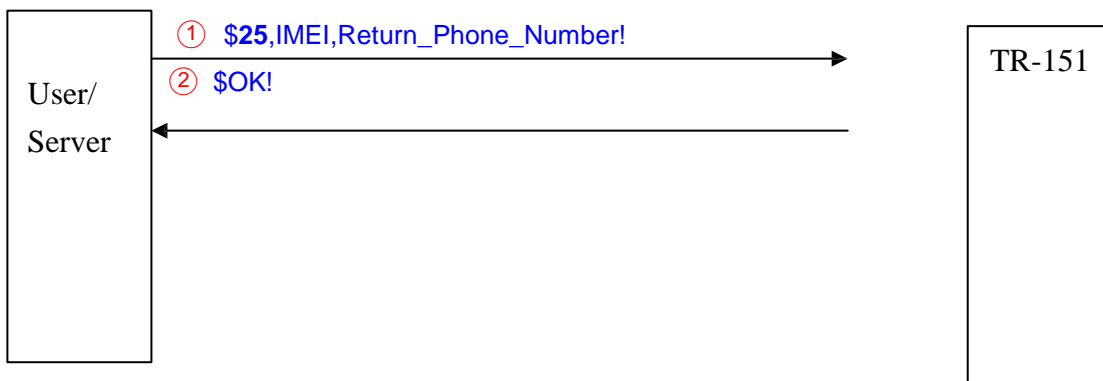 ① $25,IMEI,Return_Phone_Number!
② $OK!
User/
Server
TR-151